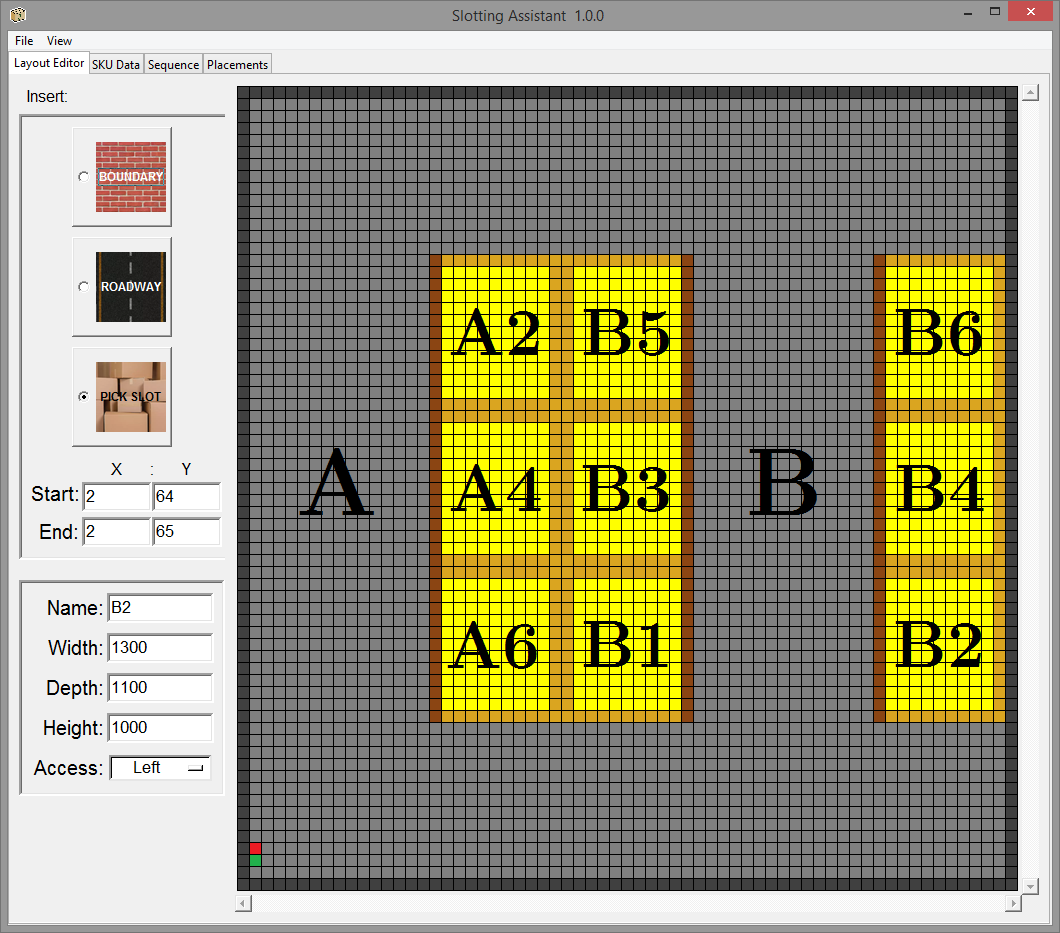 Slotting Assistant 1.0.0
File View
Layout Editor SKU Data Sequence Placements
Insert:
BOUNDARY
ROADWAY
PICK SLOT
X : Y
Start: 2 64
End: 2 65
Name: B2
Width: 1300
Depth: 1100
Height: 1000
Access: Left
A2 B5 B6
A A4 B3 B B4
A6 B1 B2